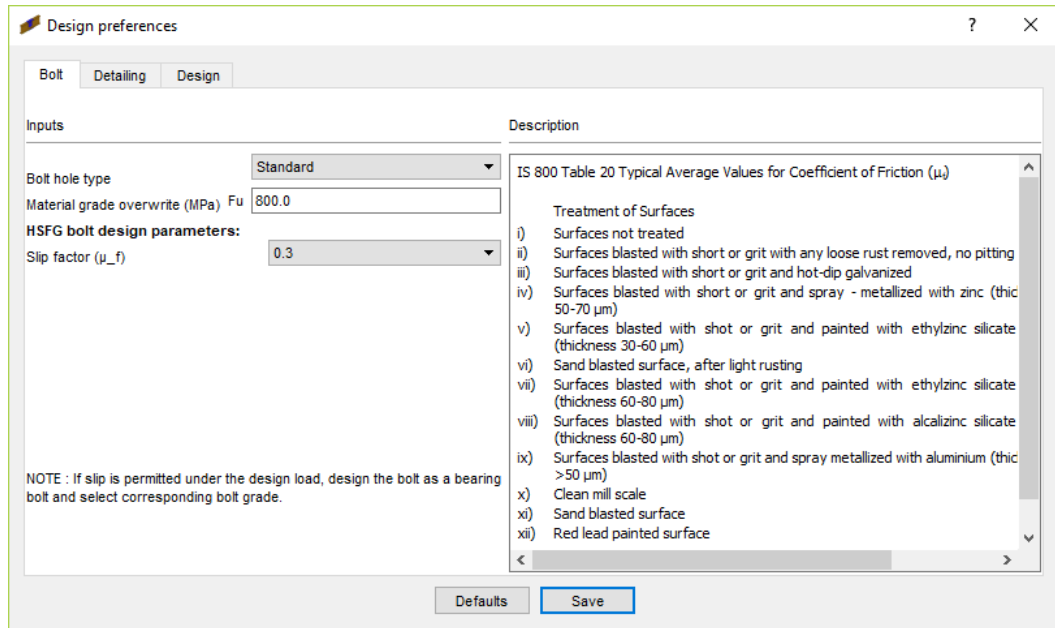 Design preferences
?
Bolt Detailing Design
Inputs
Bolt hole type Standard
Material grade overwrite (MPa) Fu 800.0
HSFG bolt design parameters:
Slip factor (µ_f) 0.3
NOTE : If slip is permitted under the design load, design the bolt as a bearing
bolt and select corresponding bolt grade.
Description
IS 800 Table 20 Typical Average Values for Coefficient of Friction (µf)
Treatment of Surfaces
i) Surfaces not treated
ii) Surfaces blasted with short or grit with any loose rust removed, no pitting
iii) Surfaces blasted with short or grit and hot-dip galvanized
iv) Surfaces blasted with short or grit and spray - metallized with zinc (thic
50-70 µm)
v) Surfaces blasted with shot or grit and painted with ethylzinc silicate
(thickness 30-60 µm)
vi) Sand blasted surface, after light rusting
vii) Surfaces blasted with shot or grit and painted with ethylzinc silicate
(thickness 60-80 µm)
viii) Surfaces blasted with shot or grit and painted with alcalizinc silicate
(thickness 60-80 µm)
ix) Surfaces blasted with shot or grit and spray metallized with aluminium (thic
>50 µm)
x) Clean mill scale
xi) Sand blasted surface
xii) Red lead painted surface
Defaults Save